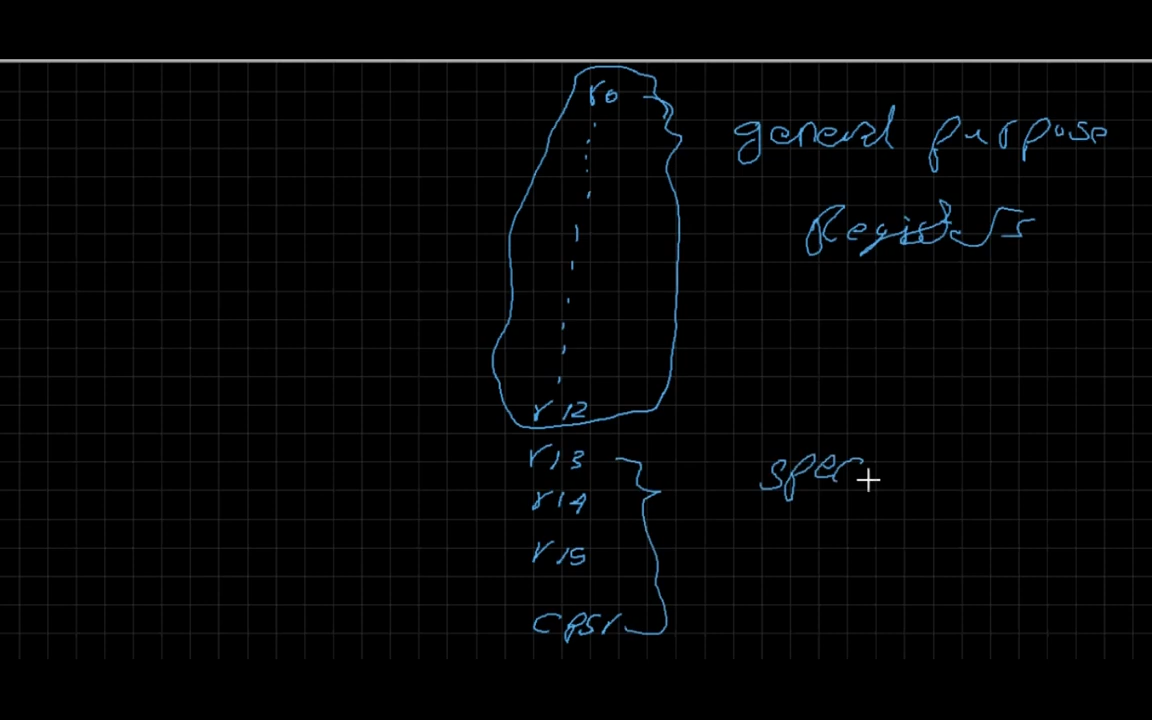 r0
general purpose
Registers
r12
r13
r14
r15
cpsr
spec